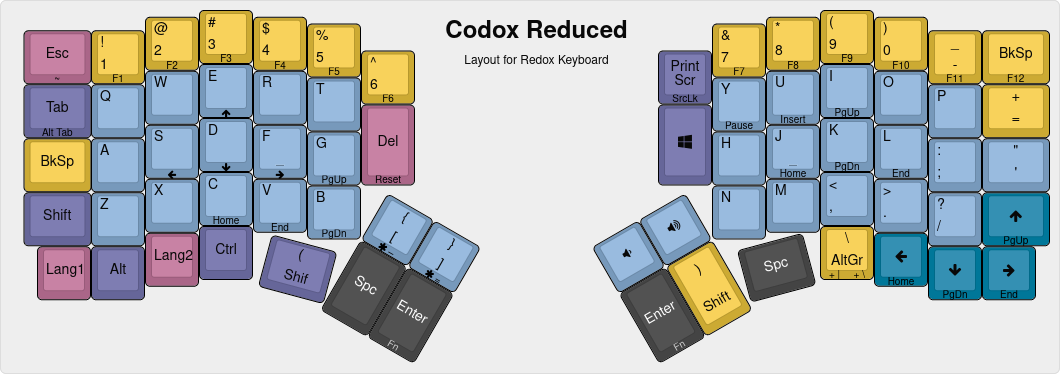 Codox Reduced
Layout for Redox Keyboard
Esc
~
!
1
F1
@
2
F2
#
3
F3
$
4
F4
%
5
F5
^
6
F6
&
7
F7
*
8
F8
(
9
F9
)
0
F10
_
-
F11
BkSp
F12
Tab
Alt Tab
Q
W
E
R
T
Del
Reset
Print
Scr
SrcLk
Y
Pause
U
Insert
I
PgUp
O
P
+
=
BkSp
A
S
D
F
_
G
PgUp
H
J
_
Home
K
PgDn
L
End
:
;
"
'
Shift
Z
X
C
Home
V
End
B
PgDn
N
M
<
,
>
.
?
/
PgUp
Lang1
Alt
Lang2
Ctrl
(
Shif
{
[
*
}
]
*
Spc
Enter
Fn
)
Shift
Enter
Fn
Spc
\
AltGr
+| +\
Home
PgDn
End